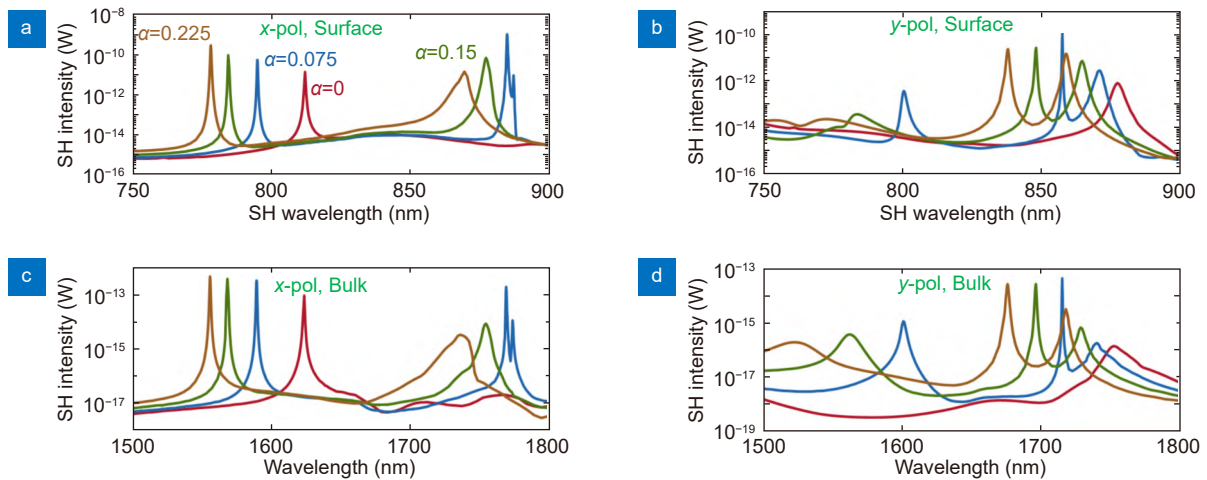 a
SH intensity (W)
10⁻⁸
10⁻¹⁰
10⁻¹²
10⁻¹⁴
10⁻¹⁶
x-pol, Surface
α=0.225
α=0.075
α=0
α=0.15
750 800 850 900
SH wavelength (nm)
b
SH intensity (W)
10⁻¹⁰
10⁻¹²
10⁻¹⁴
10⁻¹⁶
y-pol, Surface
750 800 850 900
SH wavelength (nm)
c
SH intensity (W)
10⁻¹³
10⁻¹⁵
10⁻¹⁷
x-pol, Bulk
1500 1600 1700 1800
Wavelength (nm)
d
SH intensity (W)
10⁻¹³
10⁻¹⁵
10⁻¹⁷
10⁻¹⁹
y-pol, Bulk
1500 1600 1700 1800
Wavelength (nm)